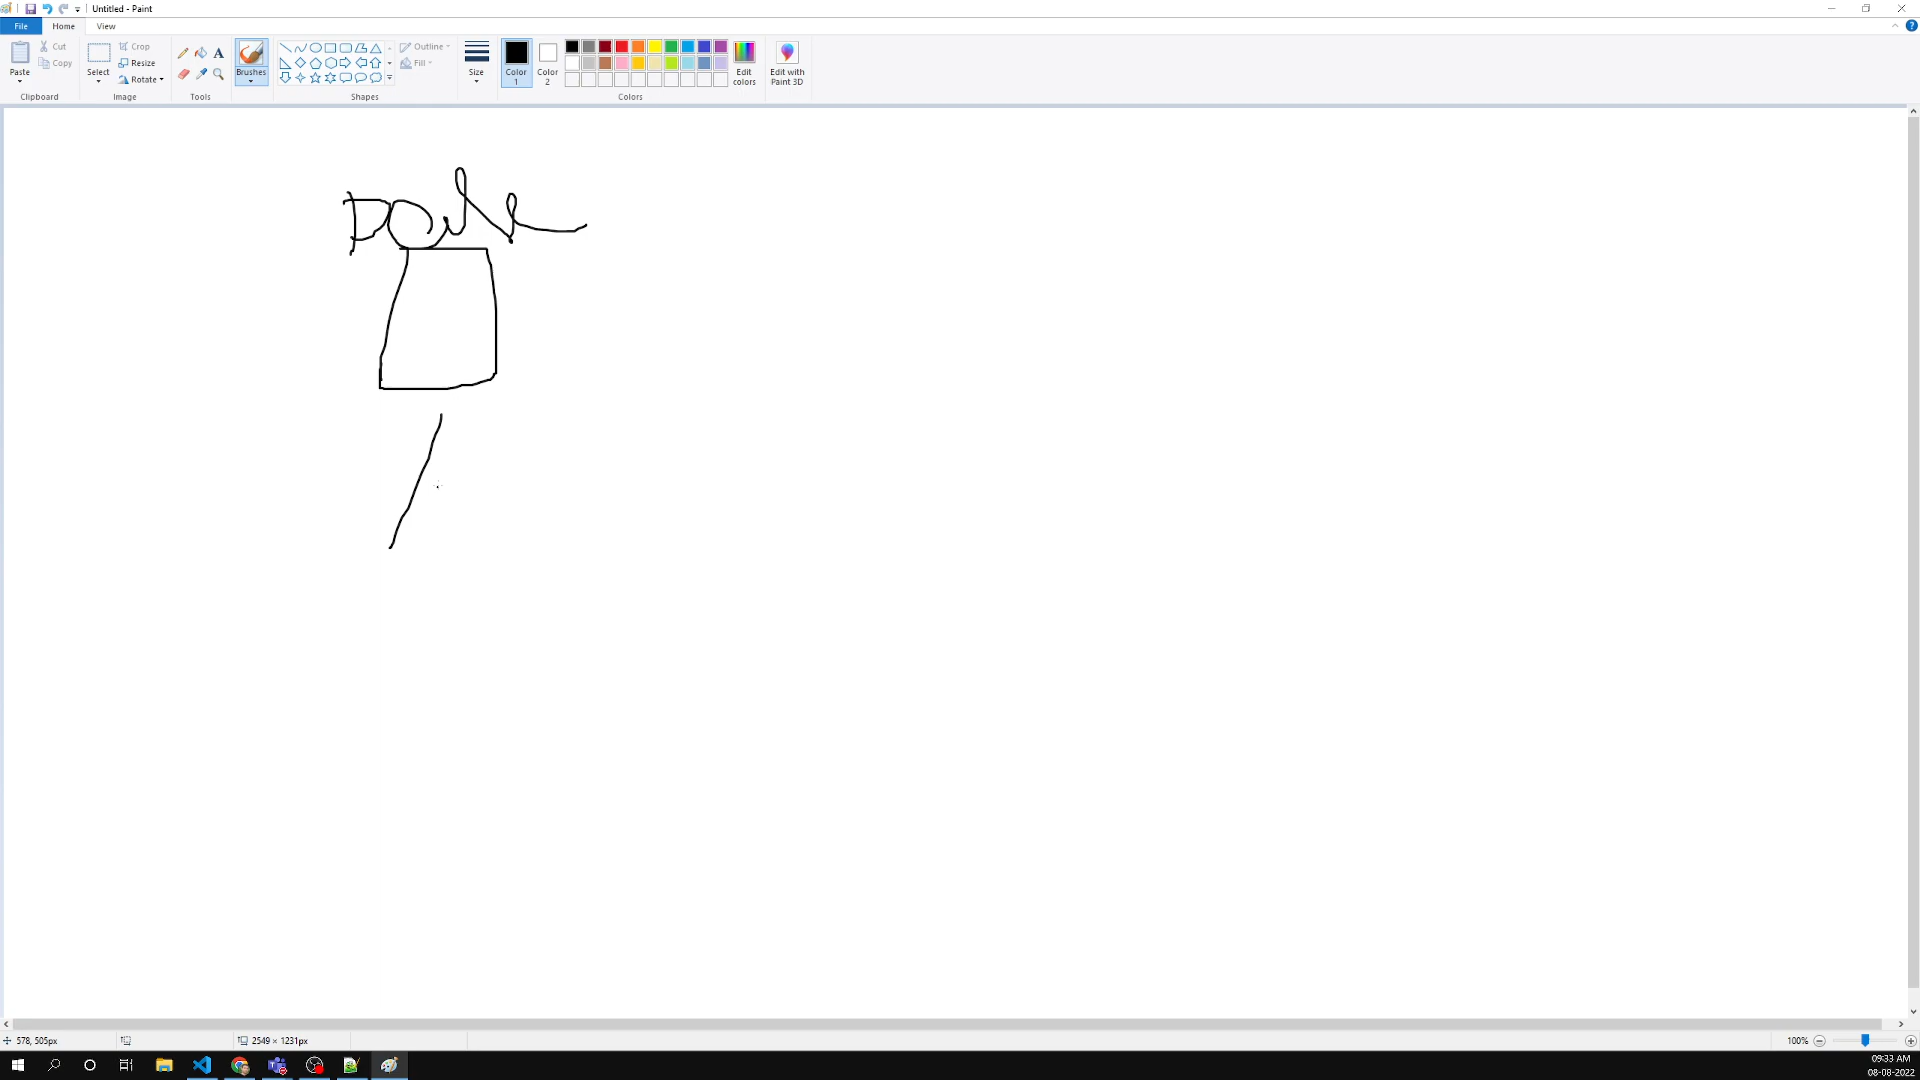 Untitled - Paint
File Home View
Paste Cut Copy Select Crop Resize Rotate Brushes Outline Fill Size Color 1 Color 2 Edit colors Edit with Paint 3D
Clipboard Image Tools Shapes Colors
578, 505px 2549 × 1231px 100%
09:33 AM
08-08-2022